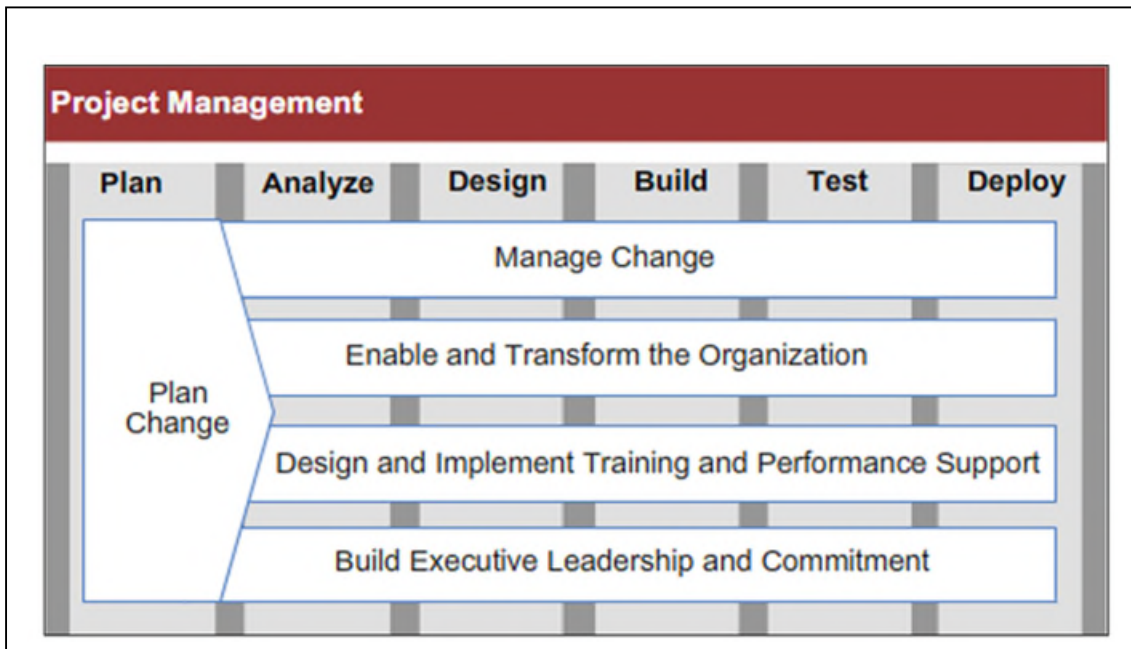 Project Management
Plan Analyze Design Build Test Deploy
Manage Change
Enable and Transform the Organization
Plan
Change
Design and Implement Training and Performance Support
Build Executive Leadership and Commitment